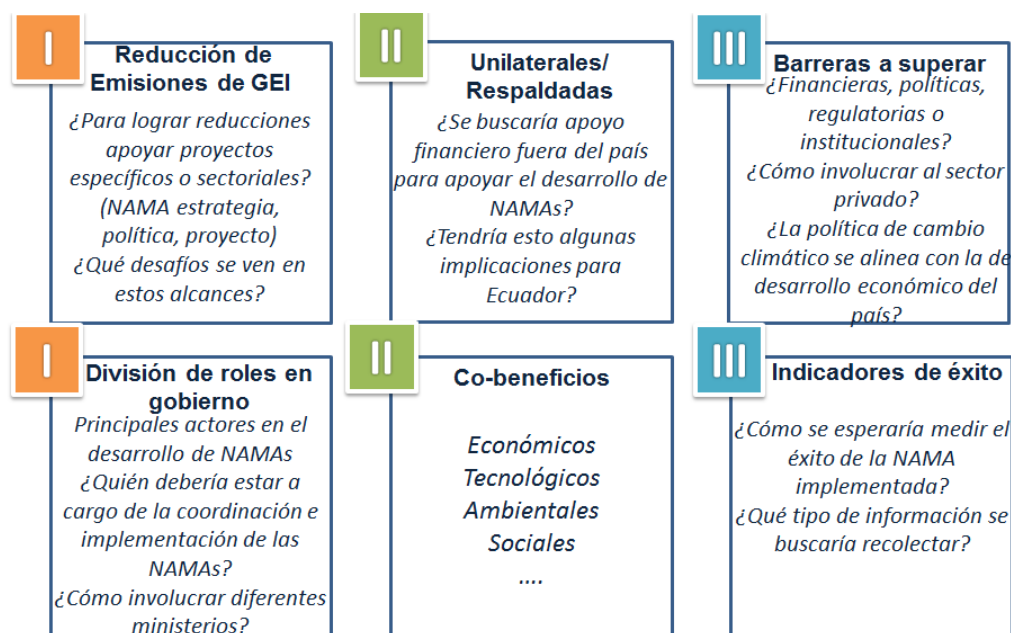 I
Reducción de
Emisiones de GEI
¿Para lograr reducciones
apoyar proyectos
específicos o sectoriales?
(NAMA estrategia,
política, proyecto)
¿Qué desafíos se ven en
estos alcances?
II
Unilaterales/
Respaldadas
¿Se buscaría apoyo
financiero fuera del país
para apoyar el desarrollo de
NAMAs?
¿Tendría esto algunas
implicaciones para
Ecuador?
III
Barreras a superar
¿Financieras, políticas,
regulatorias o
institucionales?
¿Cómo involucrar al sector
privado?
¿La política de cambio
climático se alinea con la de
desarrollo económico del
país?
I
División de roles en
gobierno
Principales actores en el
desarrollo de NAMAs
¿Quién debería estar a
cargo de la coordinación e
implementación de las
NAMAs?
¿Cómo involucrar diferentes
ministerios?
II
Co-beneficios
Económicos
Tecnológicos
Ambientales
Sociales
....
III
Indicadores de éxito
¿Cómo se esperaría medir el
éxito de la NAMA
implementada?
¿Qué tipo de información se
buscaría recolectar?